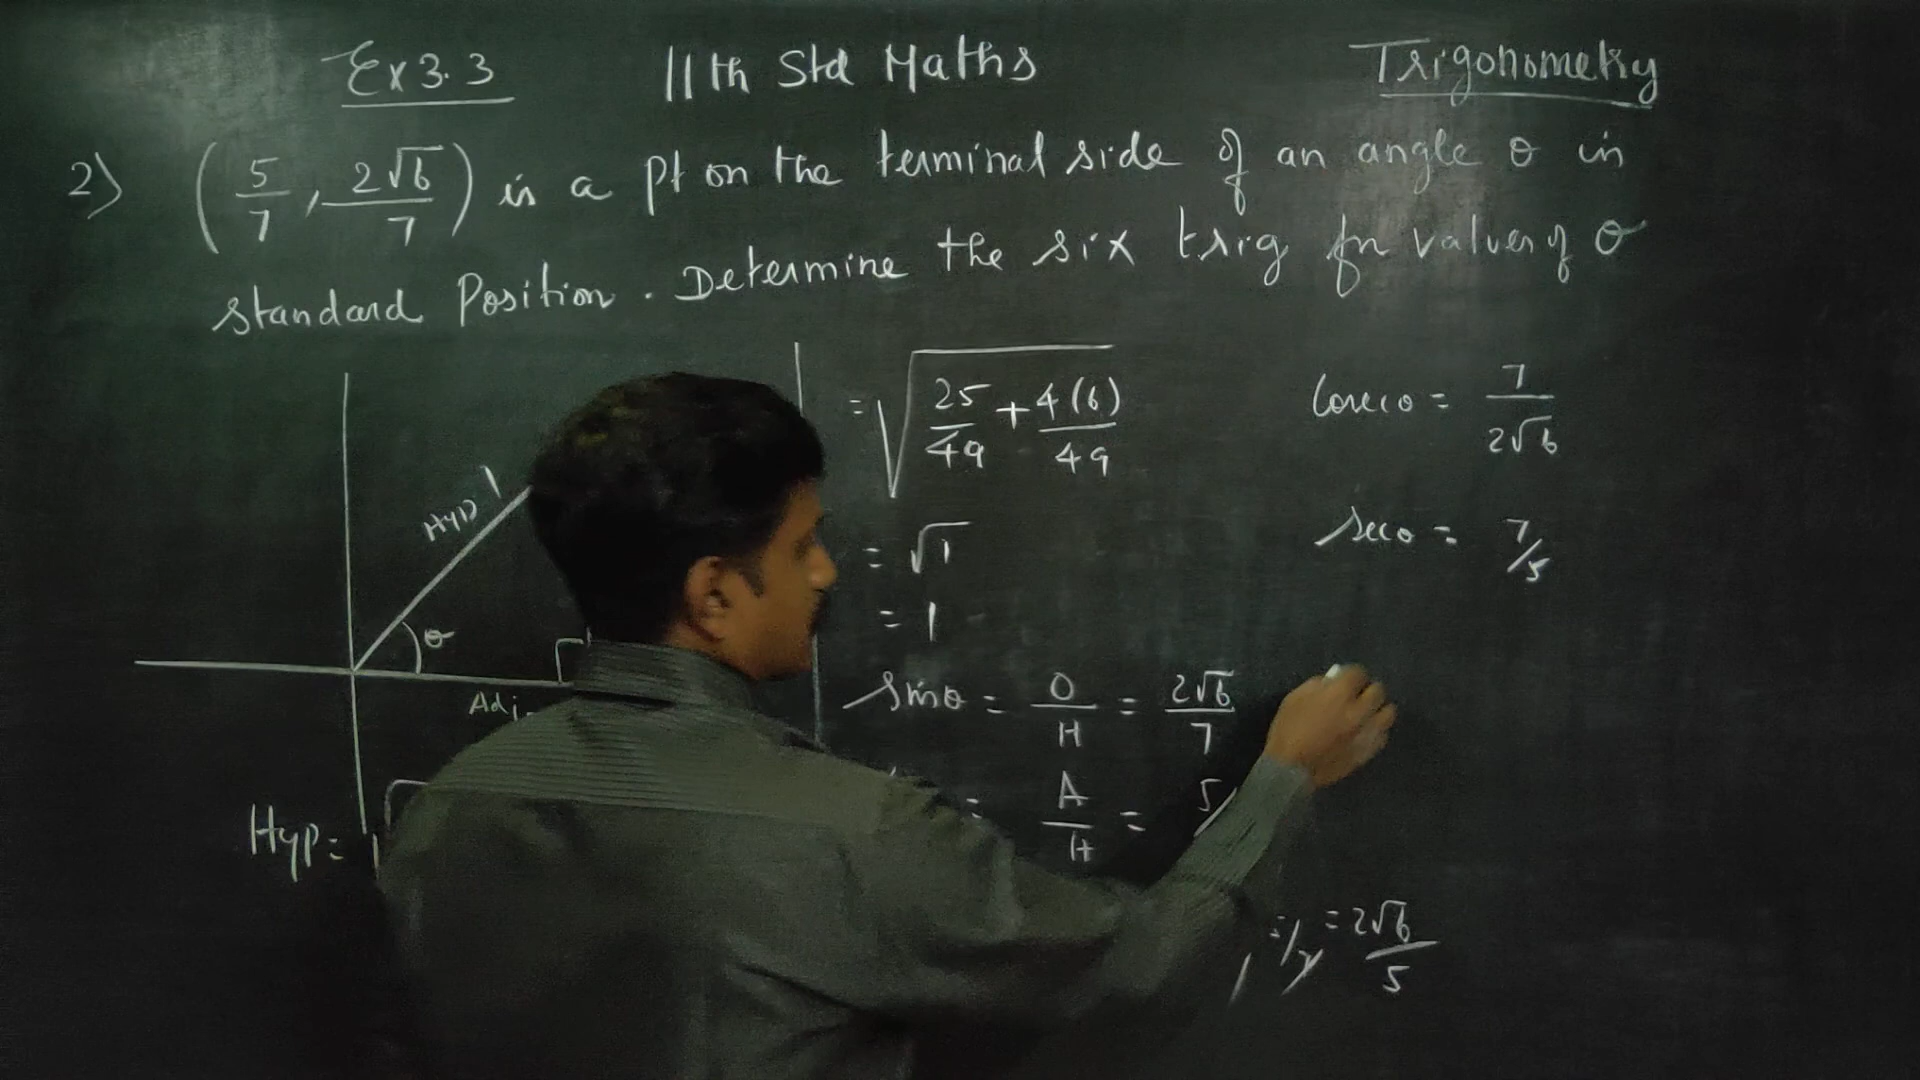 Ex 3.3
11th Std Maths
Trigonometry
2) (5/7, 2√6/7) is a pt on the terminal side of an angle θ in
standard Position. Determine the six trig fn values of θ
Hyp
1
θ
Adj.
Hyp =
= √(25/49 + 4(6)/49)
= √1
= 1
sinθ = O/H = 2√6/7
= A/H = 5/
= 2√6/5
Cosecθ = 7/2√6
secθ = 7/5